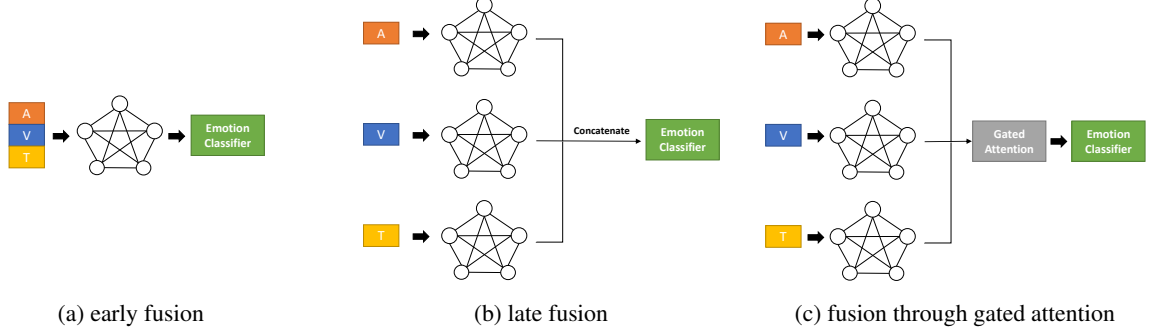 A
V
T
Emotion
Classifier
(a) early fusion
A
V
T
Concatenate
Emotion
Classifier
(b) late fusion
A
V
T
Gated
Attention
Emotion
Classifier
(c) fusion through gated attention